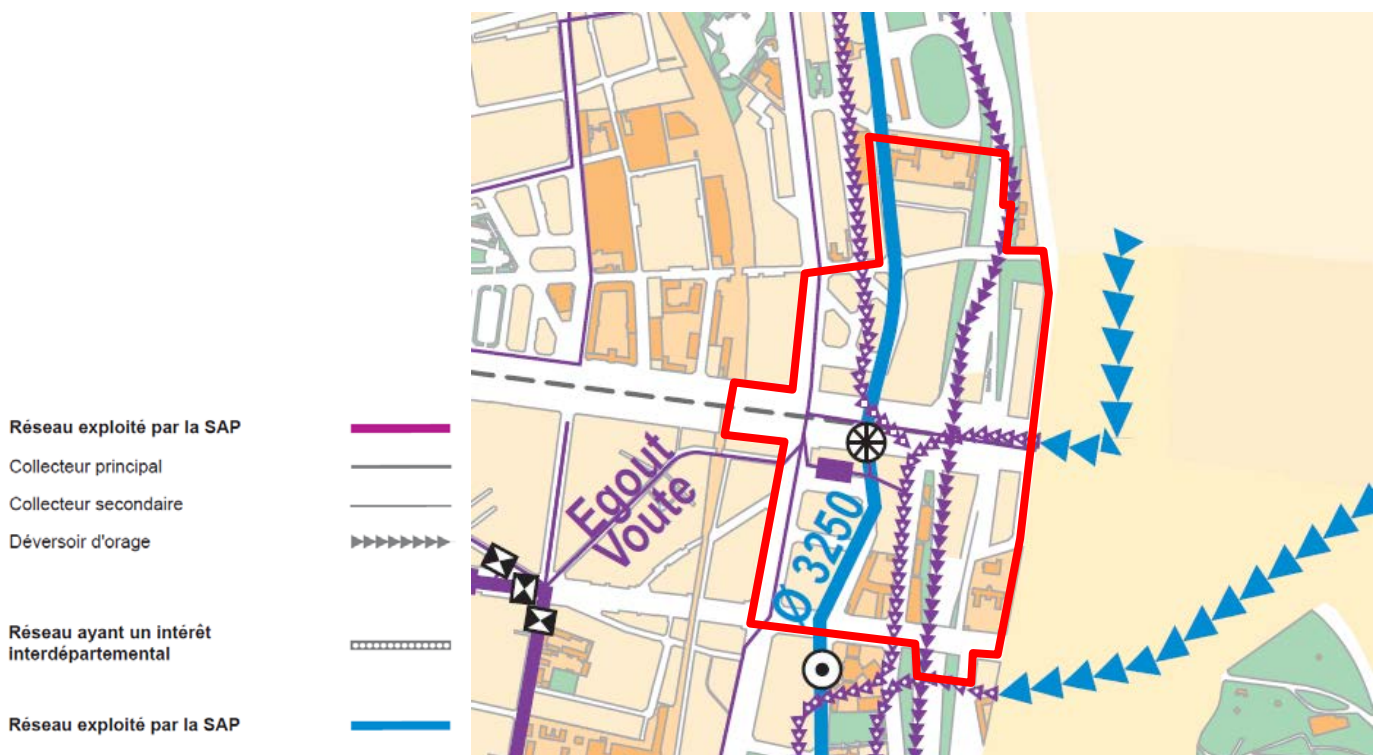 Réseau exploité par la SAP
Collecteur principal
Collecteur secondaire
Déversoir d'orage
Réseau ayant un intérêt
interdépartemental
Réseau exploité par la SAP
Egout
Voute
Ø 3250